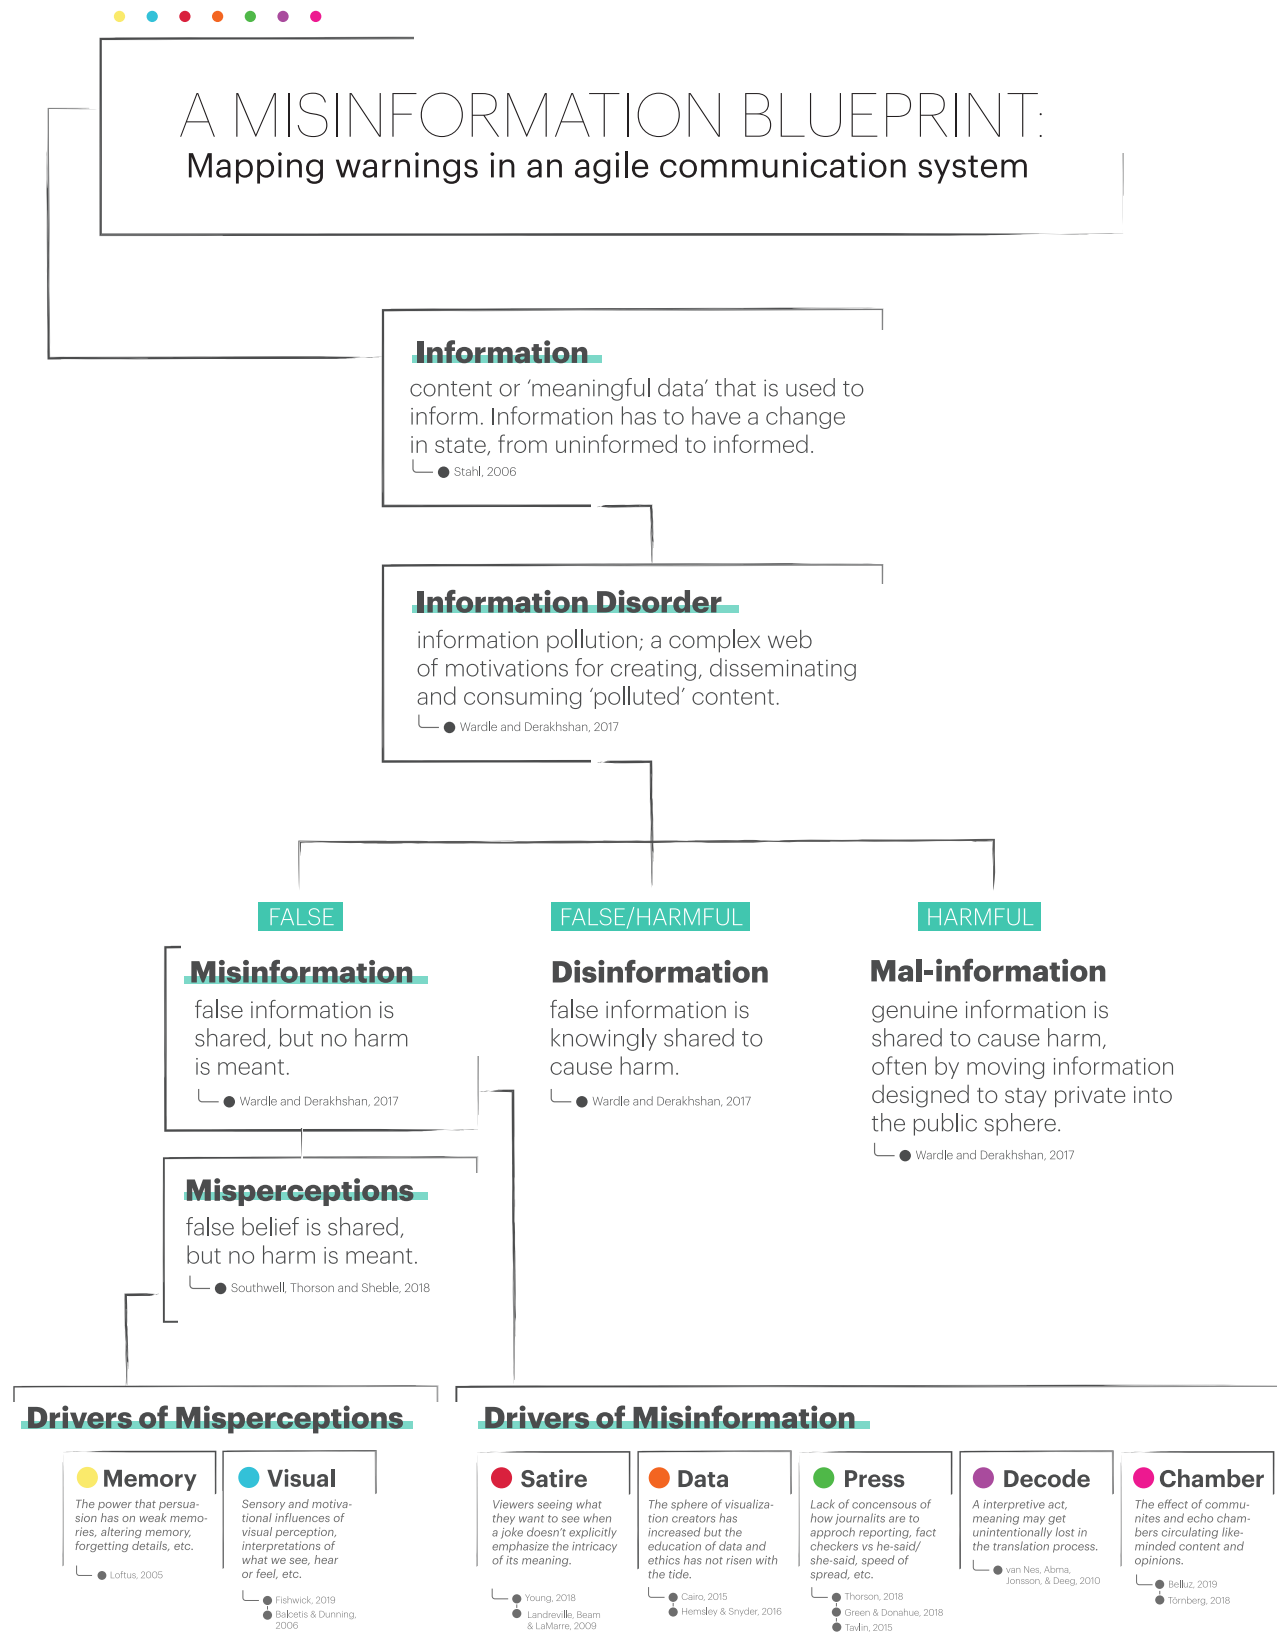 A MISINFORMATION BLUEPRINT:
Mapping warnings in an agile communication system
Information
content or ‘meaningful data’ that is used to
inform. Information has to have a change
in state, from uninformed to informed.
Stahl, 2006
Information Disorder
information pollution; a complex web
of motivations for creating, disseminating
and consuming ‘polluted’ content.
Wardle and Derakhshan, 2017
FALSE
Misinformation
false information is
shared, but no harm
is meant.
Wardle and Derakhshan, 2017
FALSE/HARMFUL
Disinformation
false information is
knowingly shared to
cause harm.
Wardle and Derakhshan, 2017
HARMFUL
Mal-information
genuine information is
shared to cause harm,
often by moving information
designed to stay private into
the public sphere.
Wardle and Derakhshan, 2017
Misperceptions
false belief is shared,
but no harm is meant.
Southwell, Thorson and Sheble, 2018
Drivers of Misperceptions
Memory
The power that persua-
sion has on weak memo-
ries, altering memory,
forgetting details, etc.
Loftus, 2005
Visual
Sensory and motiva-
tional influences of
visual perception,
interpretations of
what we see, hear
or feel, etc.
Fishwick, 2019
Balcetis & Dunning,
2006
Drivers of Misinformation
Satire
Viewers seeing what
they want to see when
a joke doesn’t explicitly
emphasize the intricacy
of its meaning.
Young, 2018
Landreville, Beam
& LaMarre, 2009
Data
The sphere of visualiza-
tion creators has
increased but the
education of data and
ethics has not risen with
the tide.
Cairo, 2015
Hemsley & Snyder, 2016
Press
Lack of concensous of
how journalits are to
approch reporting, fact
checkers vs he-said/
she-said, speed of
spread, etc.
Thorson, 2018
Green & Donahue, 2018
Tavlin, 2015
Decode
A interpretive act,
meaning may get
unintentionally lost in
the translation process.
van Nes, Abma,
Jonsson, & Deeg, 2010
Chamber
The effect of commu-
nites and echo cham-
bers circulating like-
minded content and
opinions.
Belluz, 2019
Törnberg, 2018